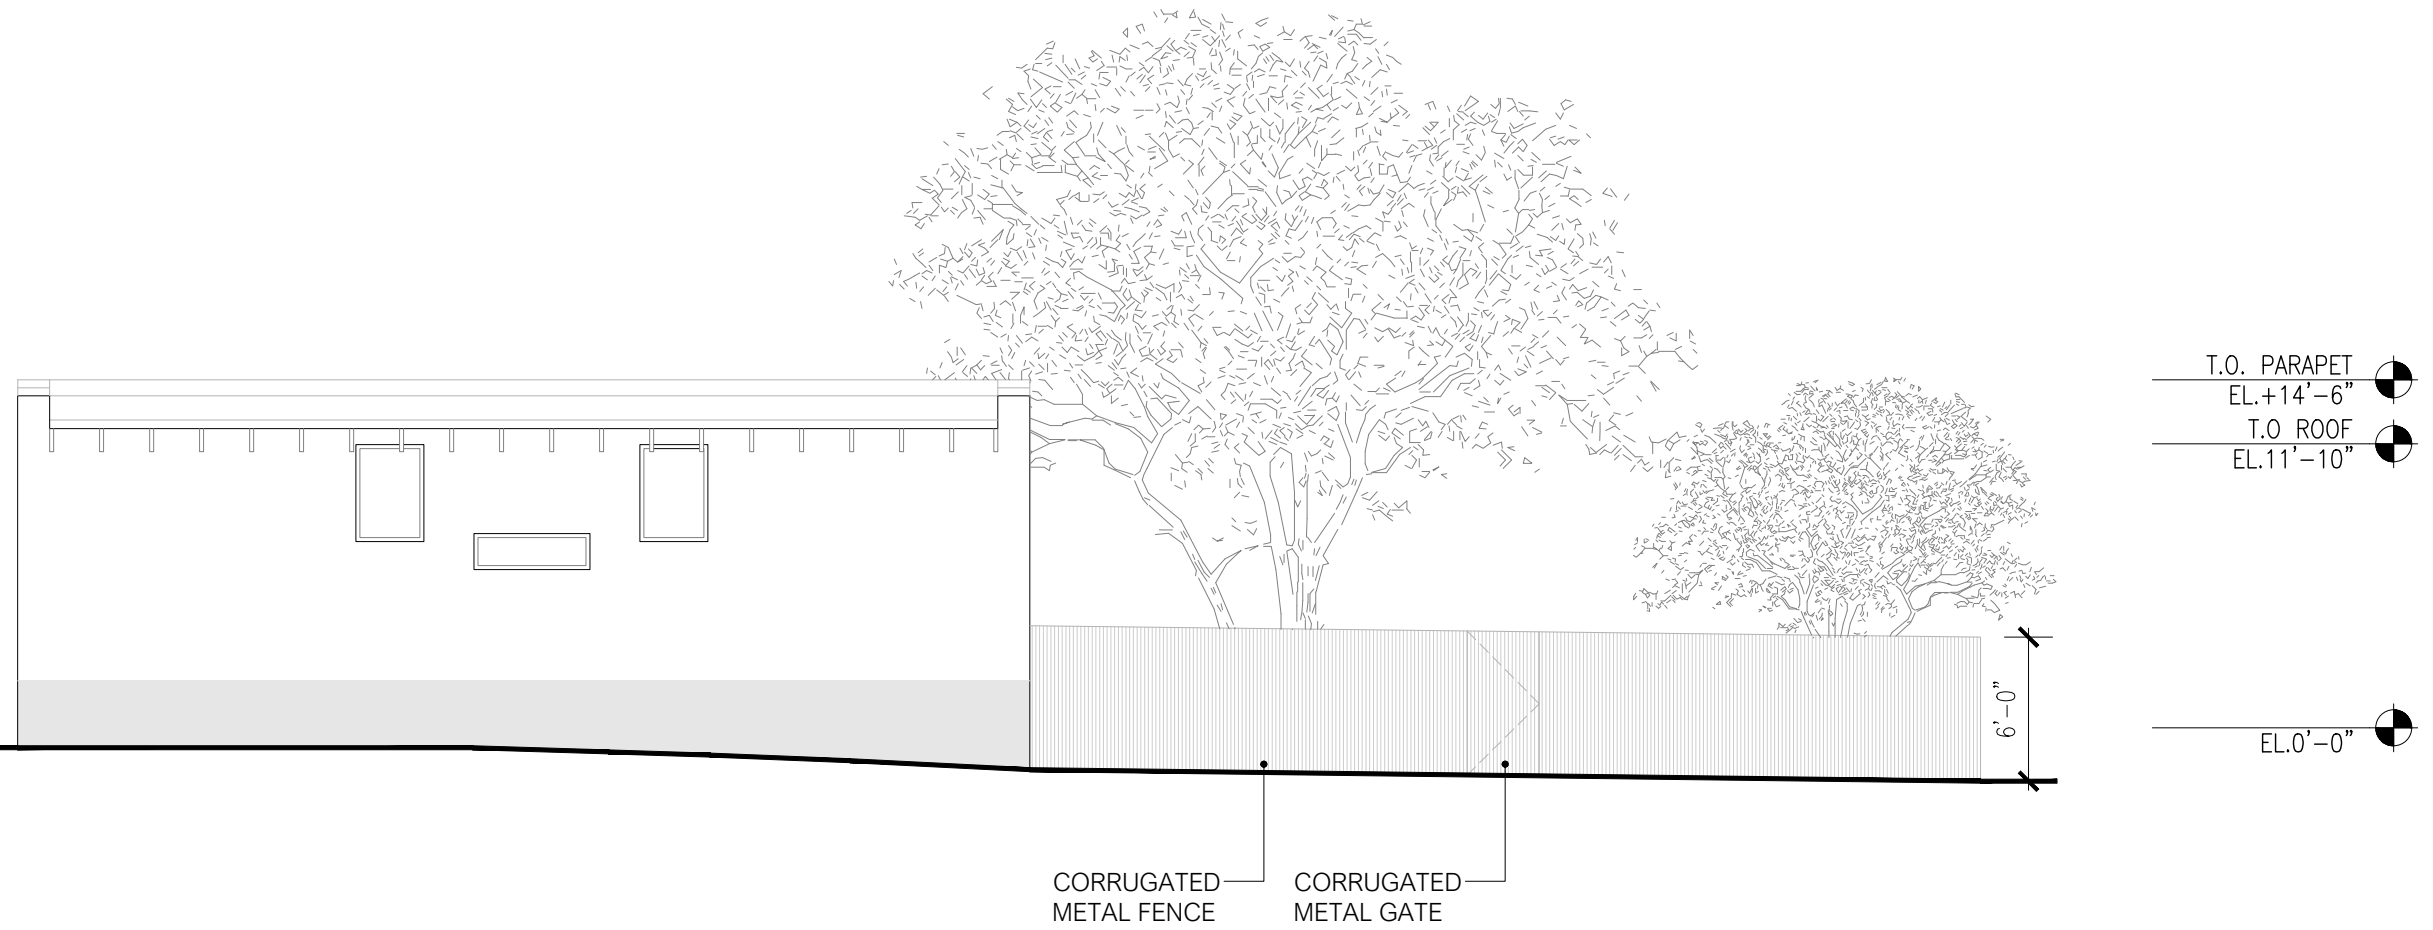 T.O. PARAPET
EL.+14'-6"
T.O ROOF
EL.11'-10"
6'-0"
EL.0'-0"
CORRUGATED
METAL FENCE
CORRUGATED
METAL GATE